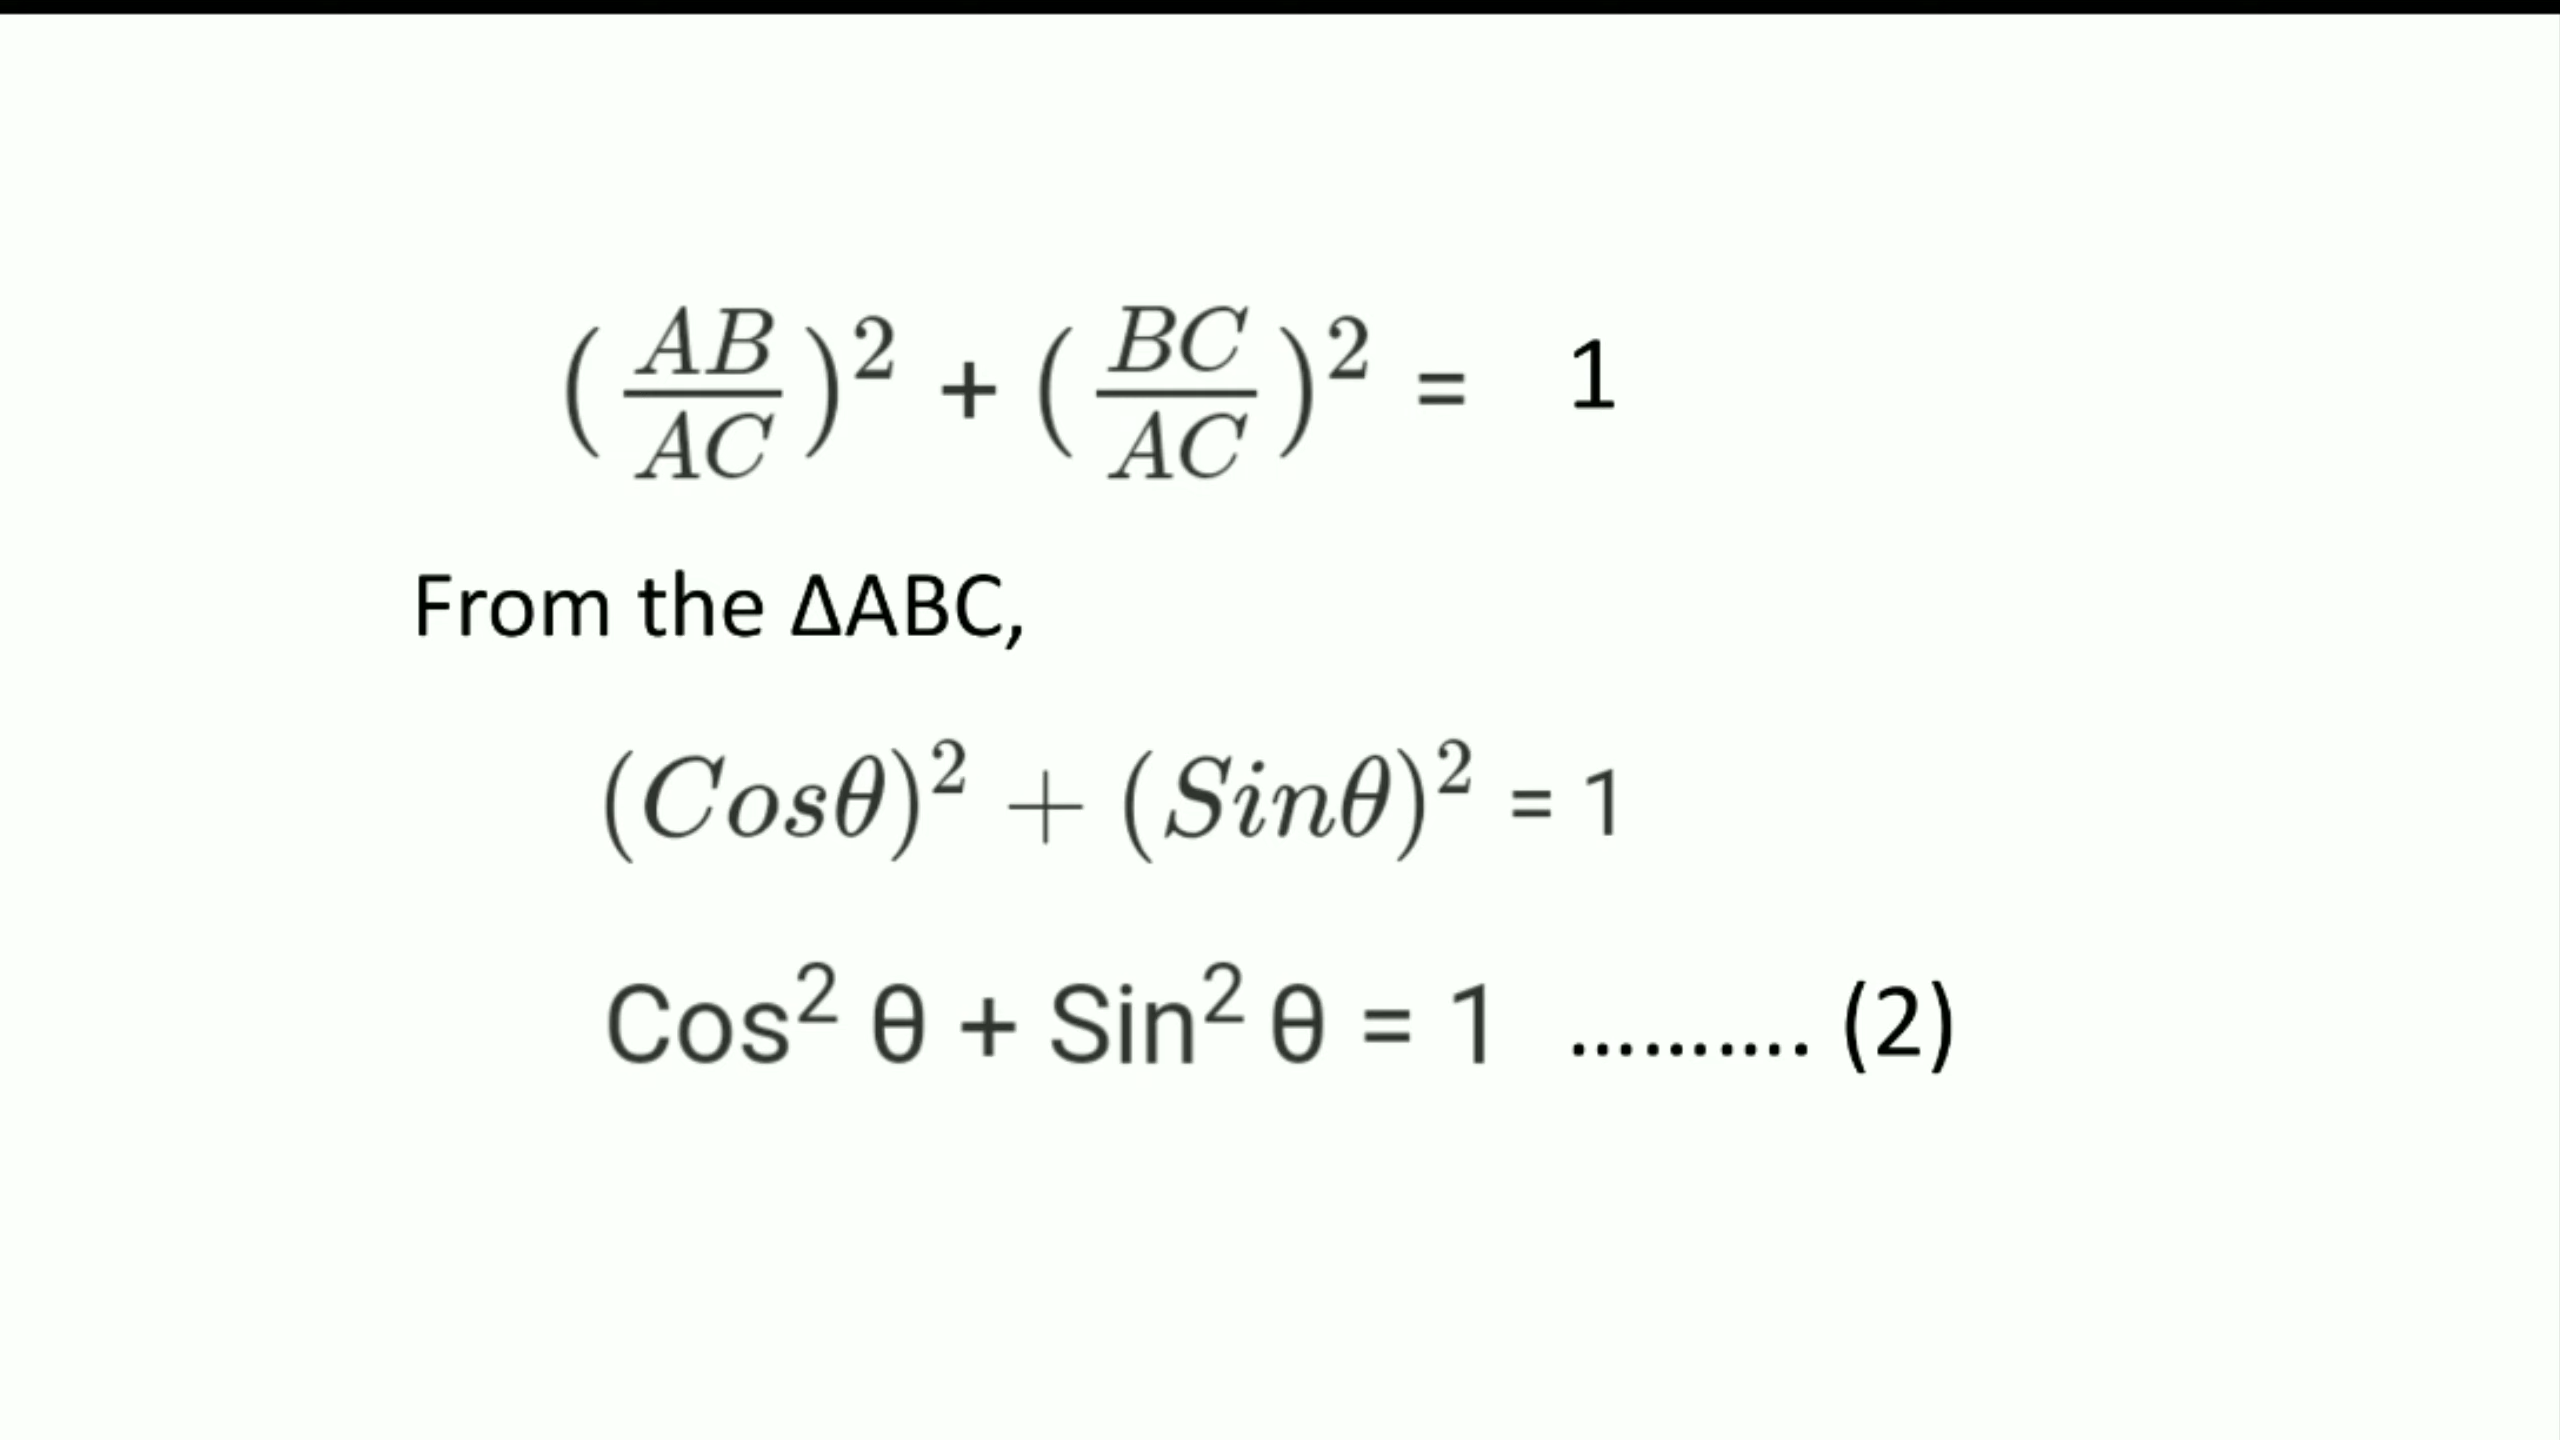 (AB/AC)² + (BC/AC)² = 1
From the ΔABC,
(Cosθ)² + (Sinθ)² = 1
Cos² θ + Sin² θ = 1 .......... (2)